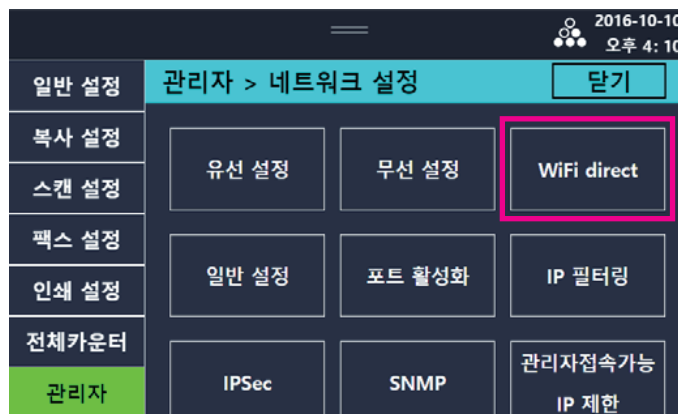 2016-10-10
오후 4: 10
일반 설정
관리자 > 네트워크 설정
닫기
복사 설정
스캔 설정
팩스 설정
인쇄 설정
전체카운터
관리자
유선 설정
무선 설정
WiFi direct
일반 설정
포트 활성화
IP 필터링
IPSec
SNMP
관리자접속가능
IP 제한